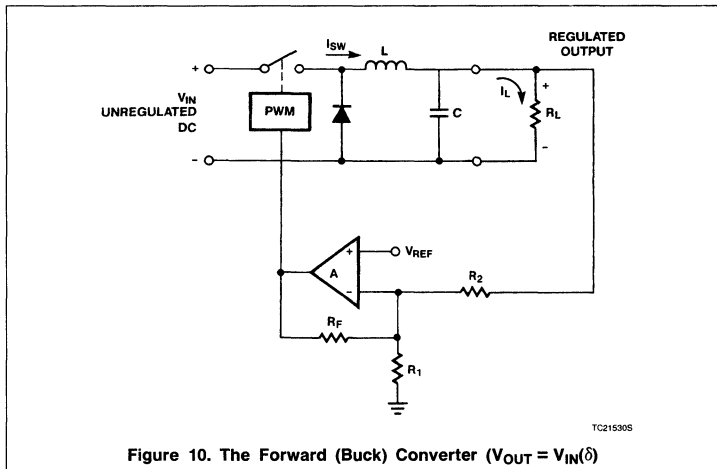 REGULATED
OUTPUT
ISW
L
+
VIN
UNREGULATED
DC
PWM
C
IL
+
RL
-
-
+
VREF
A
-
R2
RF
R1
TC21530S
Figure 10. The Forward (Buck) Converter (VOUT = VIN(δ)